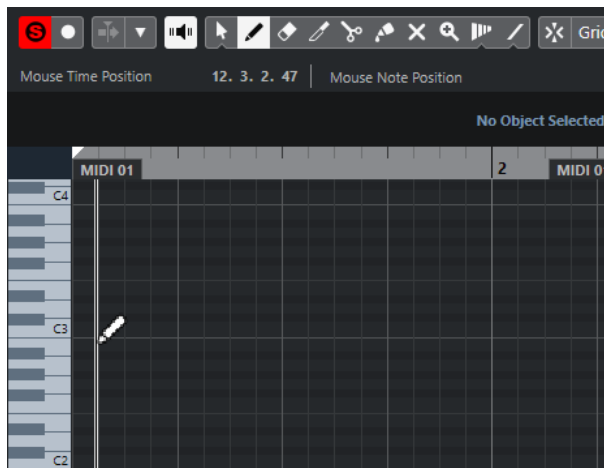 S
Grid
Mouse Time Position 12. 3. 2. 47 Mouse Note Position
No Object Selected
2
MIDI 01 MIDI 0
C4
C3
C2